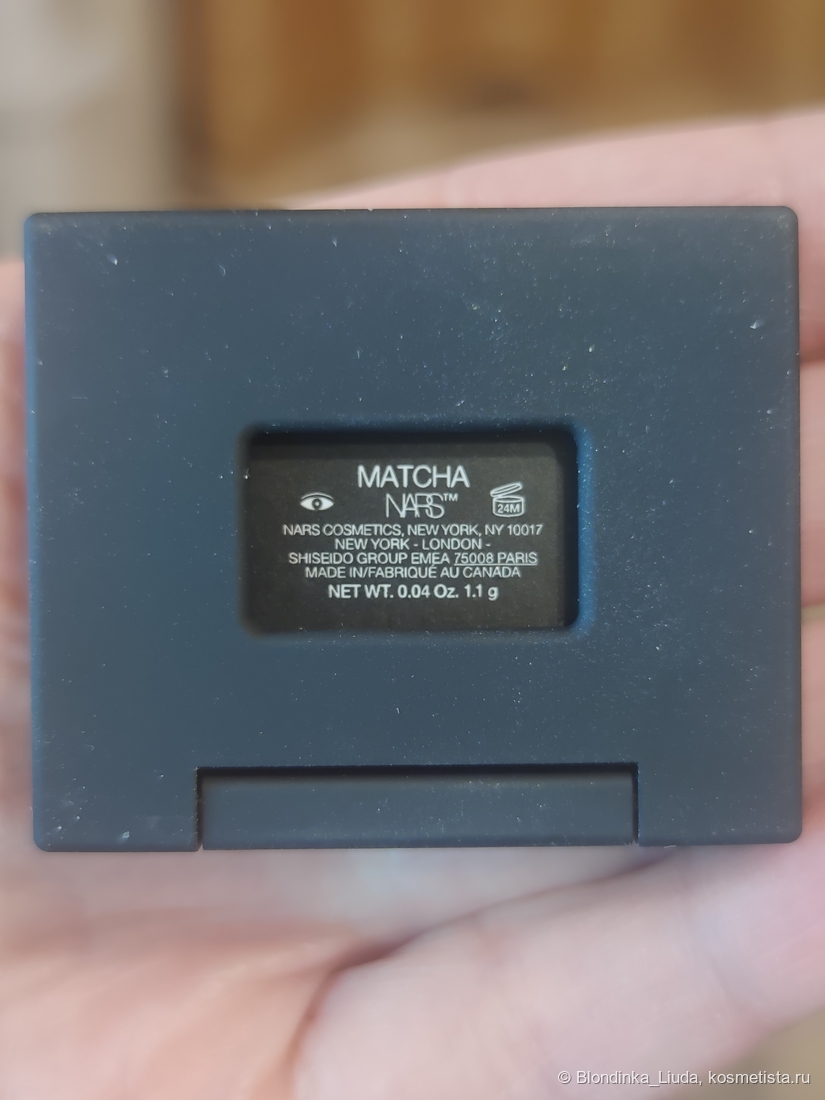 MATCHA
NARS™
24M
NARS COSMETICS, NEW YORK, NY 10017
NEW YORK - LONDON -
SHISEIDO GROUP EMEA 75008 PARIS
MADE IN/FABRIQUÉ AU CANADA
NET WT. 0.04 Oz. 1.1 g
© Blondinka_Liuda, kosmetista.ru